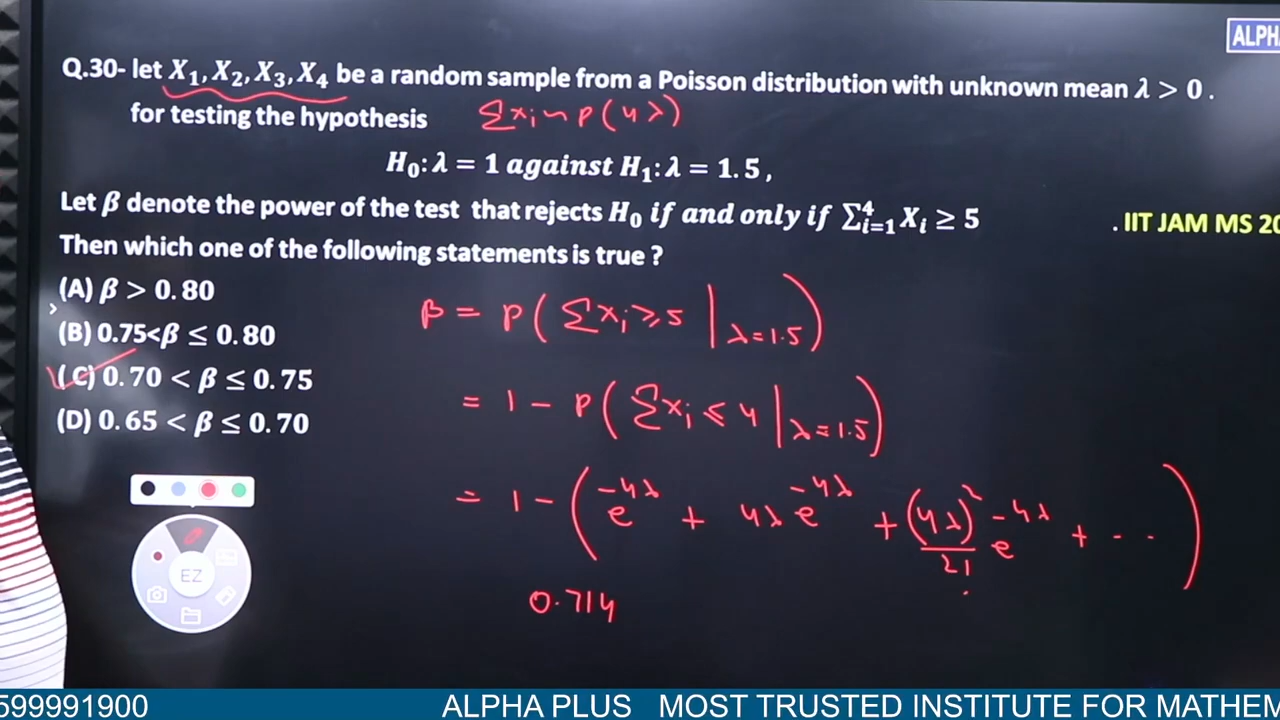 ALPH
Q.30- let X₁, X₂, X₃, X₄ be a random sample from a Poisson distribution with unknown mean λ > 0 .
for testing the hypothesis
Σxᵢ ~ P(4λ)
H₀: λ = 1 against H₁: λ = 1.5 ,
Let β denote the power of the test that rejects H₀ if and only if ∑⁴ᵢ₌₁ Xᵢ ≥ 5
. IIT JAM MS 20
Then which one of the following statements is true ?
(A) β > 0.80
(B) 0.75<β ≤ 0.80
(C) 0.70 < β ≤ 0.75
(D) 0.65 < β ≤ 0.70
β = P(Σxᵢ ≥ 5 | λ=1.5)
= 1 - P(Σxᵢ ≤ 4 | λ=1.5)
= 1 - (e^{-4λ} + 4λ e^{-4λ} + (4λ)²/2! e^{-4λ} + ...)
0.714
EZ
599991900 ALPHA PLUS MOST TRUSTED INSTITUTE FOR MATHEM